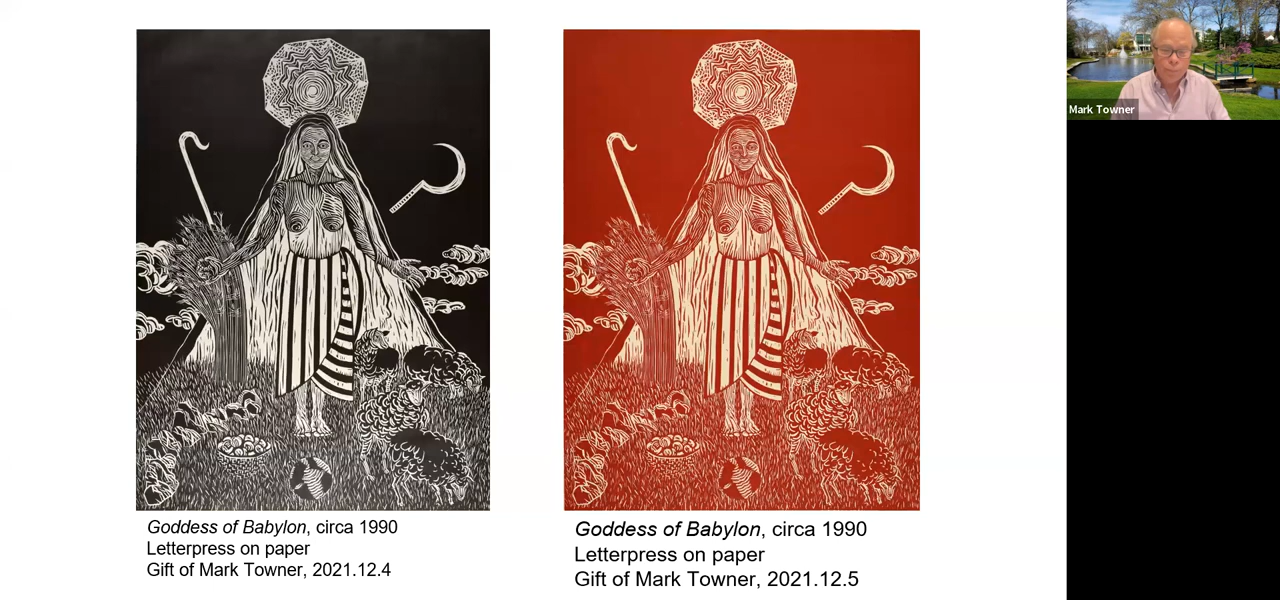 Mark Towner
Goddess of Babylon, circa 1990
Letterpress on paper
Gift of Mark Towner, 2021.12.4
Goddess of Babylon, circa 1990
Letterpress on paper
Gift of Mark Towner, 2021.12.5